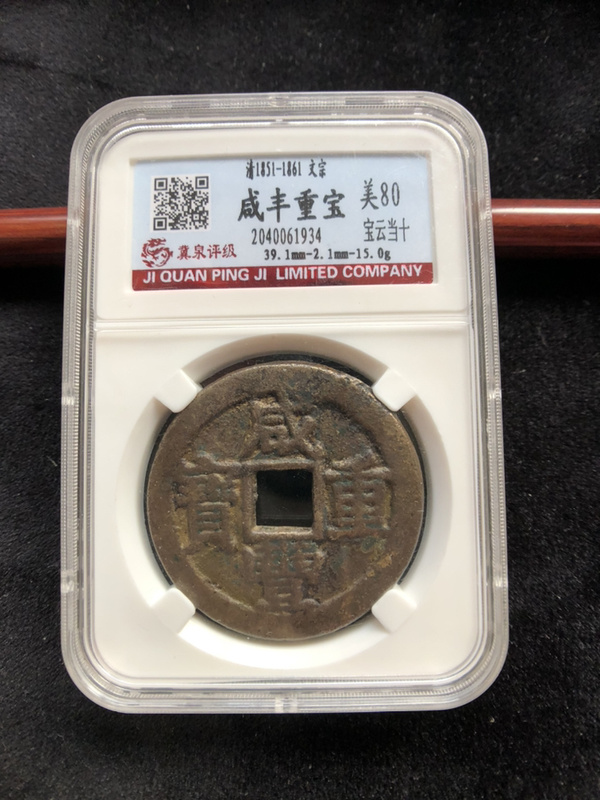 清1851-1861 文宗
咸丰重宝 美80
2040061934 宝云当十
冀泉评级 39.1mm-2.1mm-15.0g
JI QUAN PING JI LIMITED COMPANY
咸
寶 重
豐